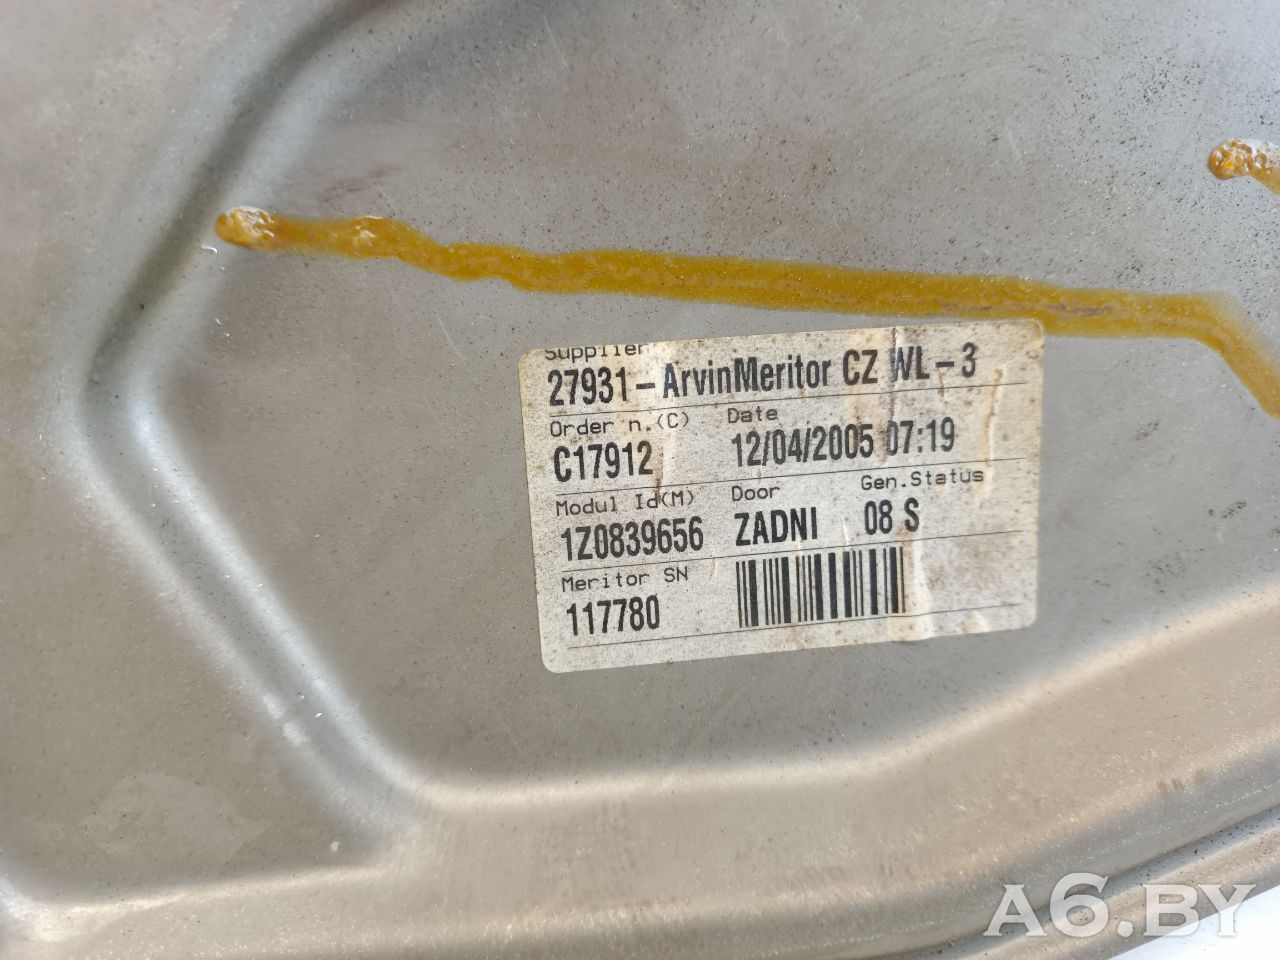 Supplier
27931-ArvinMeritor CZ WL-3
Order n.(C) Date
C17912 12/04/2005 07:19
Modul Id(M) Door Gen.Status
1Z0839656 ZADNI 08 S
Meritor SN
117780
A6.BY